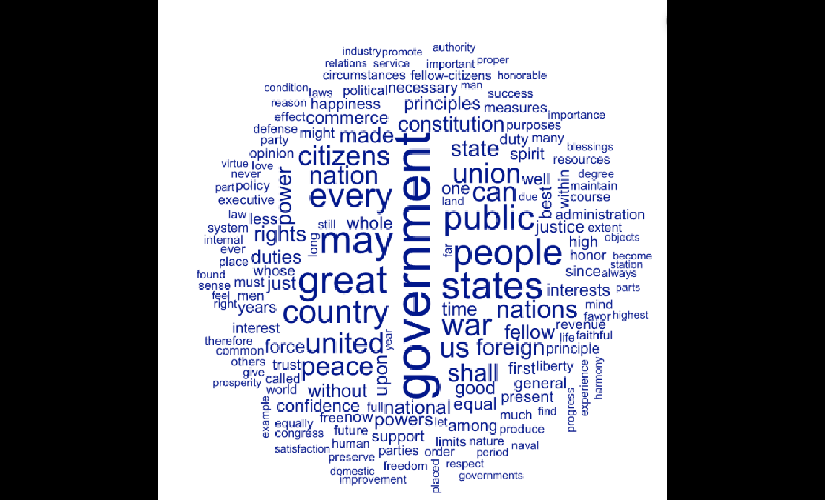 authority
industry promote
relations service important proper
circumstances fellow-citizens honorable
condition laws political necessary man success
reason happiness principles measures importance
effect commerce constitution purposes
defense party might made duty many blessings
opinion citizens state spirit resources
virtue love never nation union well degree
part policy power every one can due best within maintain course
executive land
law less still whole public administration
system internal rights long may justice extent
ever far people high objects
place duties honor become station
found whose since always
sense must just great states interests parts
feel men right years country time nations mind favor highest
interest war fellow revenue life faithful
therefore common force united year us foreign principle
others trust peace upon government shall first liberty
give called prosperity world without good general experience harmony
confidence full national equal present progress
example free now powers let among much find
equally congress future support produce
satisfaction human parties limits nature naval
preserve order period
domestic freedom placed respect
improvement governments